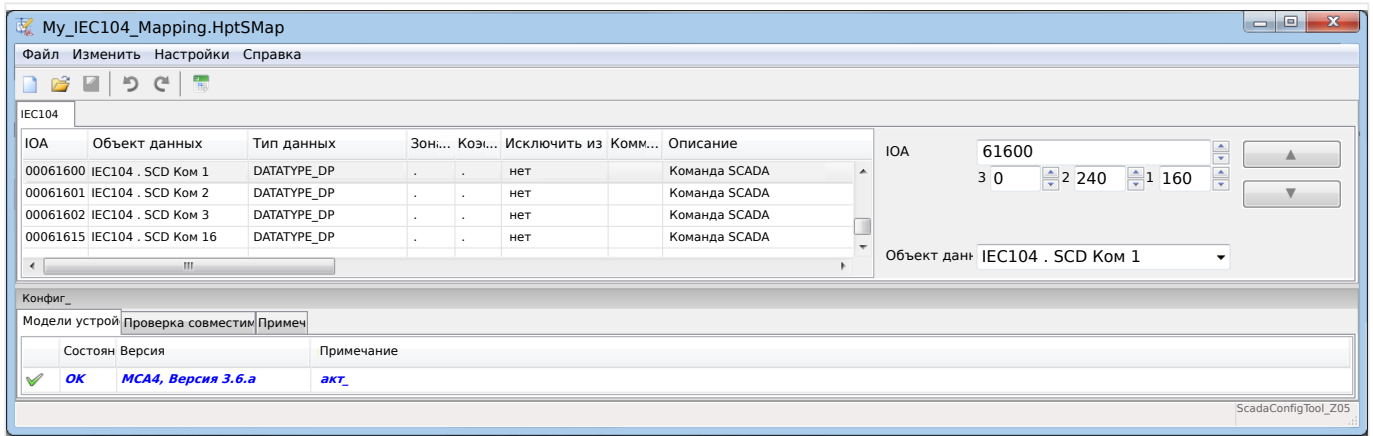 My_IEC104_Mapping.HptSMap
Файл Изменить Настройки Справка
IEC104
IOA Объект данных Тип данных Зона... Коэ... Исключить из Комм... Описание
00061600 IEC104 . SCD Ком 1 DATATYPE_DP . . нет Команда SCADA
00061601 IEC104 . SCD Ком 2 DATATYPE_DP . . нет Команда SCADA
00061602 IEC104 . SCD Ком 3 DATATYPE_DP . . нет Команда SCADA
00061615 IEC104 . SCD Ком 16 DATATYPE_DP . . нет Команда SCADA
IOA 61600
3 0 2 240 1 160
Объект данн IEC104 . SCD Ком 1
Конфиг_
Модели устрой Проверка совместим Примеч
Состоян Версия Примечание
OK MCA4, Версия 3.6.a акт_
ScadaConfigTool_Z05